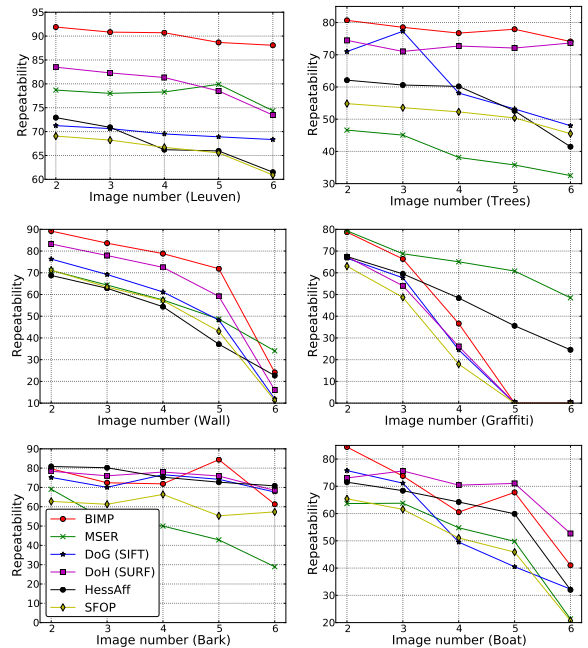 95
90
85
80
75
70
65
60
Repeatability
2 3 4 5 6
Image number (Leuven)
80
70
60
50
40
30
Repeatability
2 3 4 5 6
Image number (Trees)
90
80
70
60
50
40
30
20
10
Repeatability
2 3 4 5 6
Image number (Wall)
80
70
60
50
40
30
20
10
0
Repeatability
2 3 4 5 6
Image number (Graffiti)
90
80
70
60
50
40
30
20
10
0
Repeatability
BIMP
MSER
DoG (SIFT)
DoH (SURF)
HessAff
SFOP
2 3 4 5 6
Image number (Bark)
80
70
60
50
40
30
20
Repeatability
2 3 4 5 6
Image number (Boat)